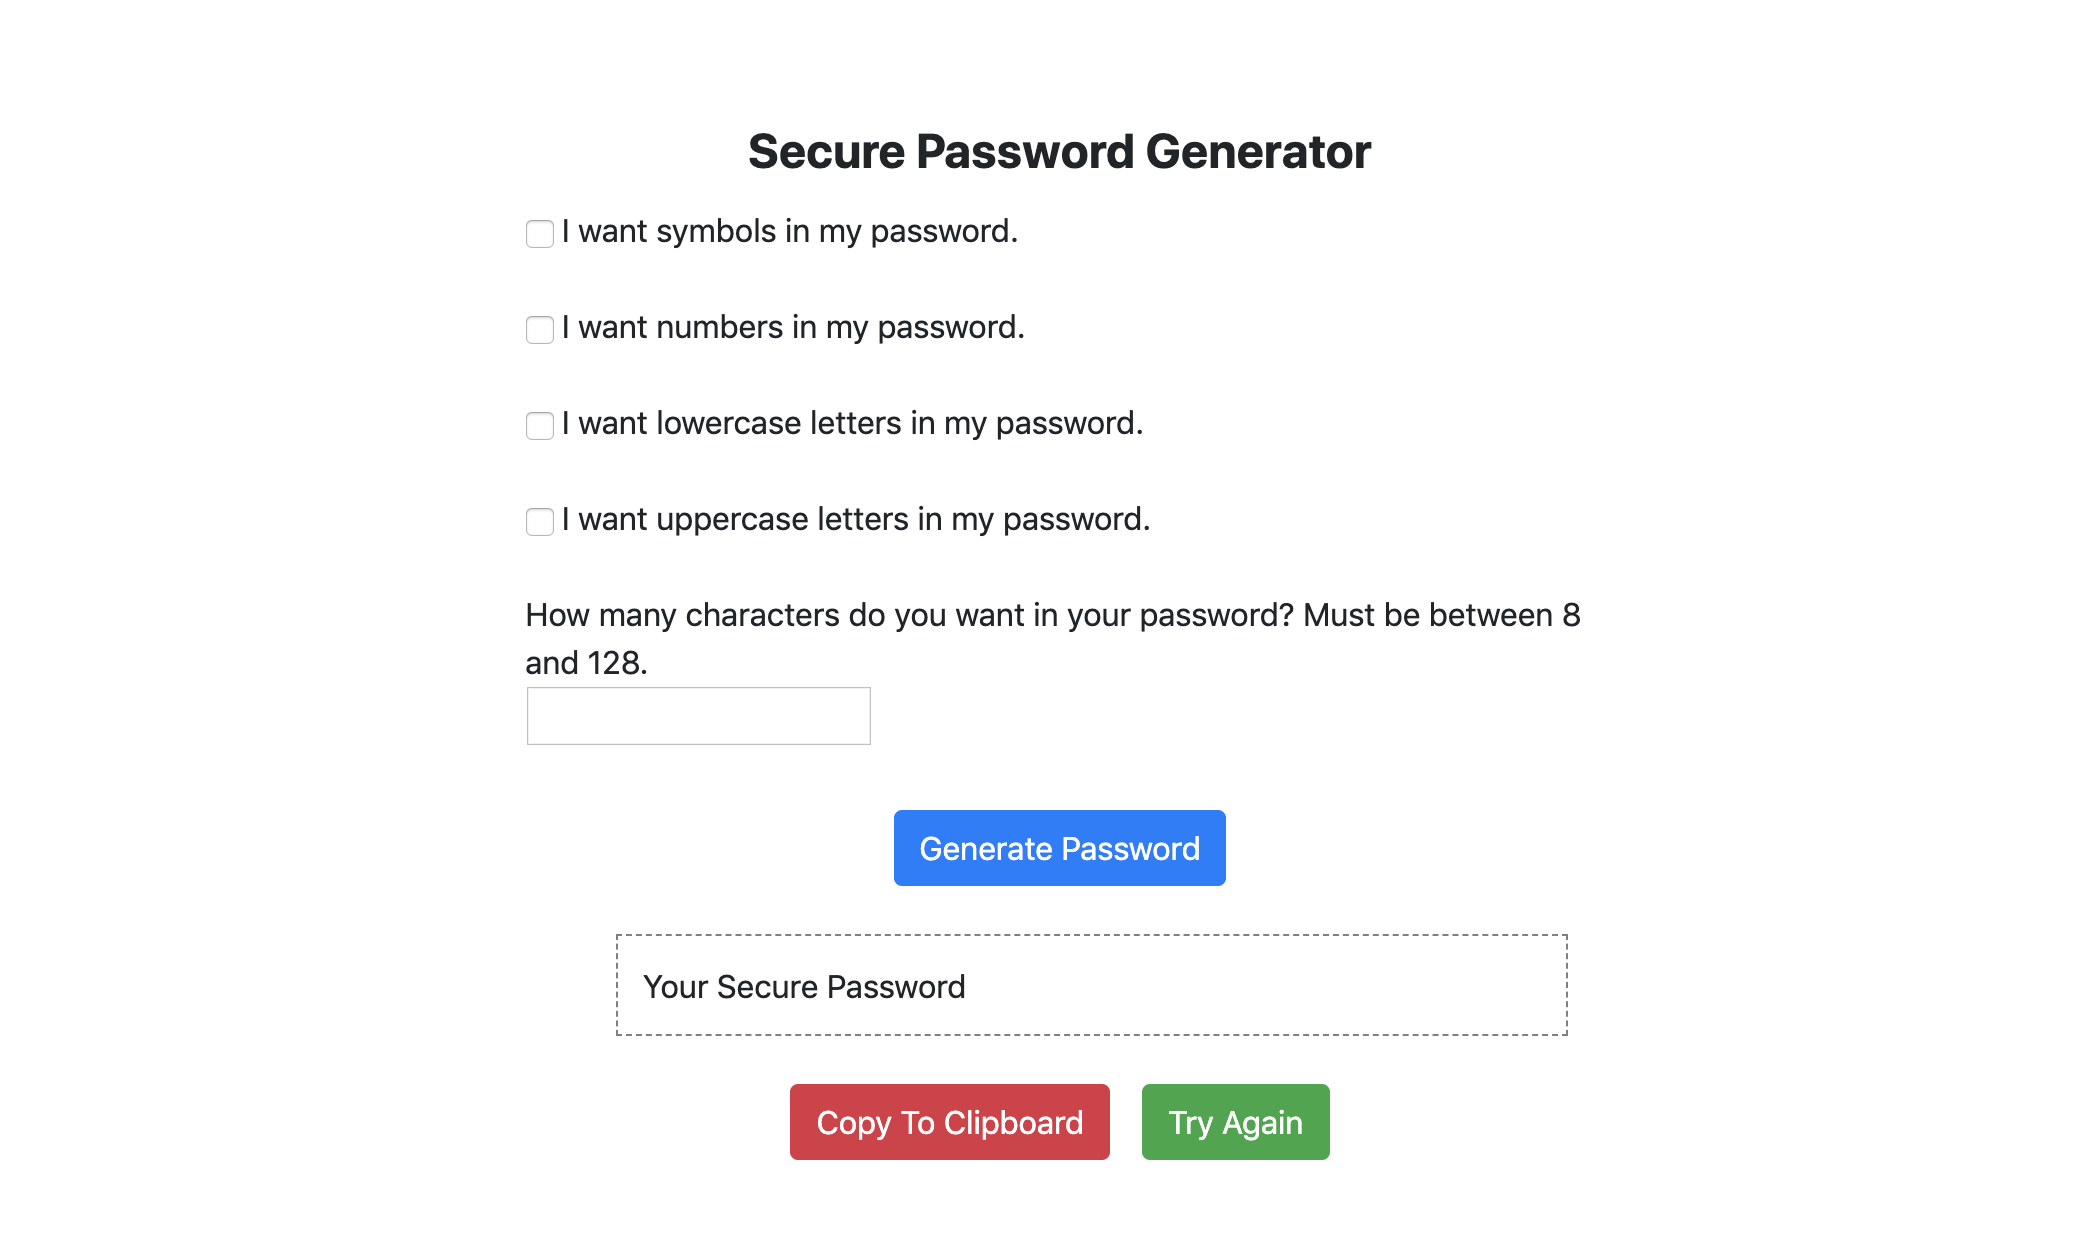 Secure Password Generator
I want symbols in my password.
I want numbers in my password.
I want lowercase letters in my password.
I want uppercase letters in my password.
How many characters do you want in your password? Must be between 8
and 128.
Generate Password
Your Secure Password
Copy To Clipboard
Try Again